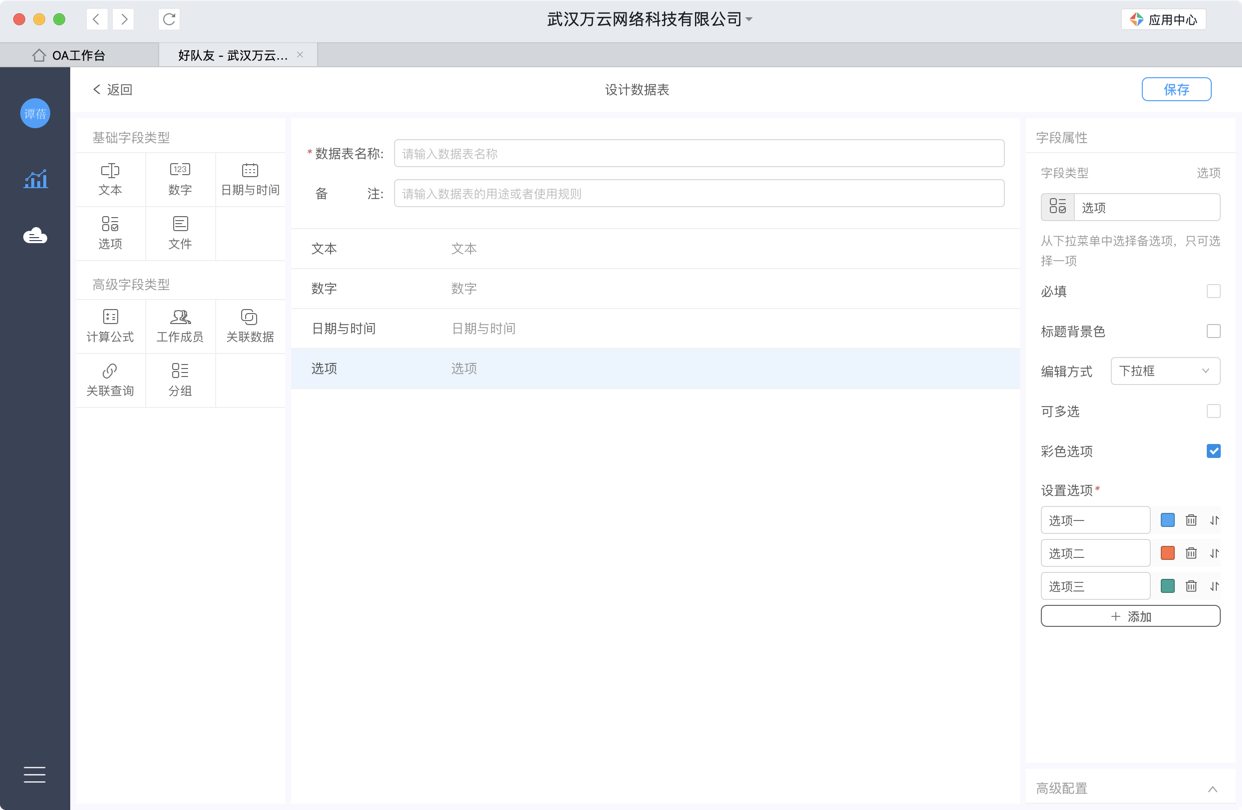 武汉万云网络科技有限公司
应用中心
OA工作台
好队友 - 武汉万云...
谭蓓
返回
设计数据表
保存
基础字段类型
文本
数字
日期与时间
选项
文件
高级字段类型
计算公式
工作成员
关联数据
关联查询
分组
*数据表名称:
请输入数据表名称
备 注:
请输入数据表的用途或者使用规则
文本 文本
数字 数字
日期与时间 日期与时间
选项 选项
字段属性
字段类型 选项
选项
从下拉菜单中选择备选项，只可选
择一项
必填
标题背景色
编辑方式 下拉框
可多选
彩色选项
设置选项*
选项一
选项二
选项三
+ 添加
高级配置